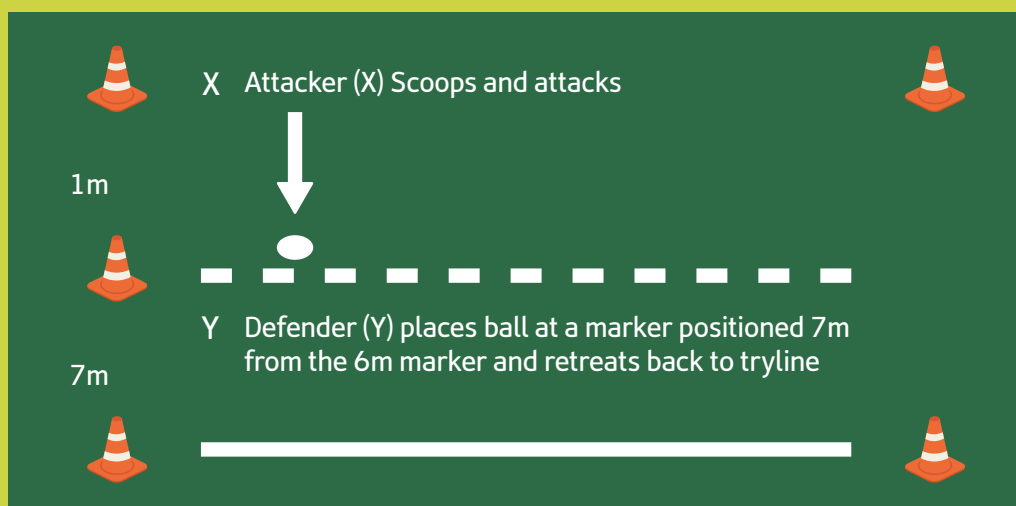 X Attacker (X) Scoops and attacks
1m
Y Defender (Y) places ball at a marker positioned 7m
from the 6m marker and retreats back to tryline
7m